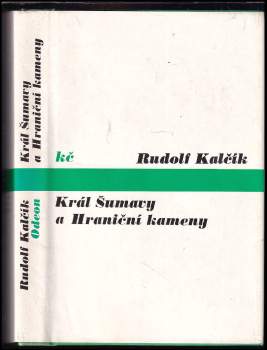 Král Šumavy
a Hraniční kameny
Rudolf Kalčík
Odeon
kč
Rudolf Kalčík
Král Šumavy
a Hraniční kameny